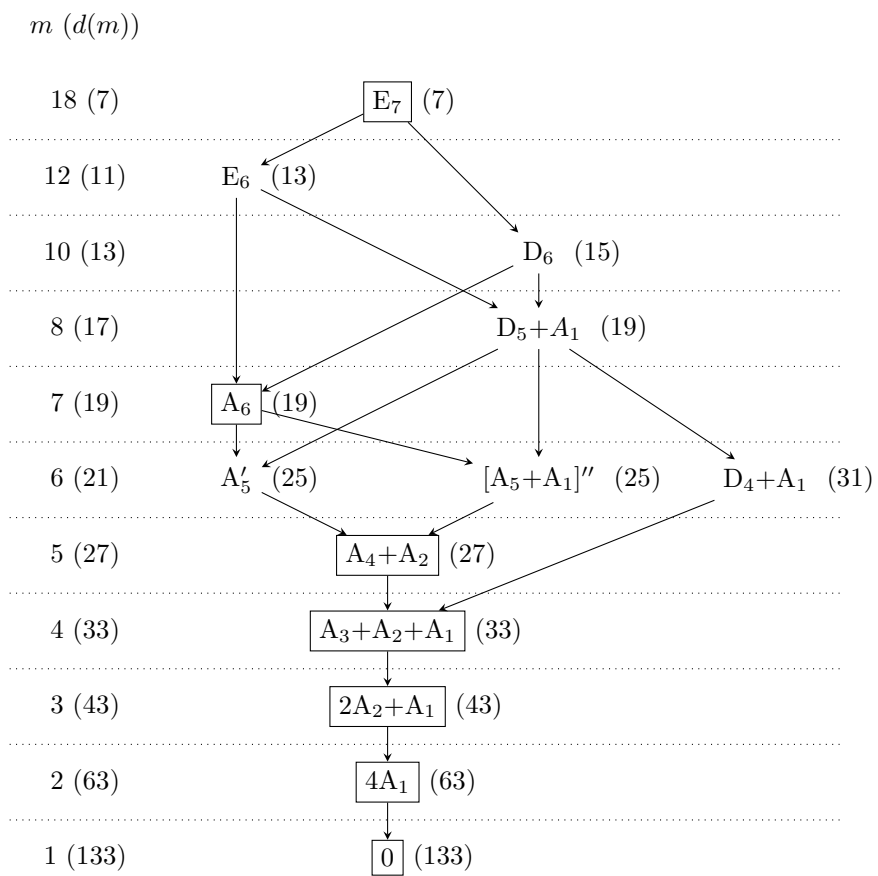 m (d(m))
18 (7) E₇ (7)
12 (11) E₆ (13)
10 (13) D₆ (15)
8 (17) D₅+A₁ (19)
7 (19) A₆ (19)
6 (21) A′₅ (25) [A₅+A₁]″ (25) D₄+A₁ (31)
5 (27) A₄+A₂ (27)
4 (33) A₃+A₂+A₁ (33)
3 (43) 2A₂+A₁ (43)
2 (63) 4A₁ (63)
1 (133) 0 (133)